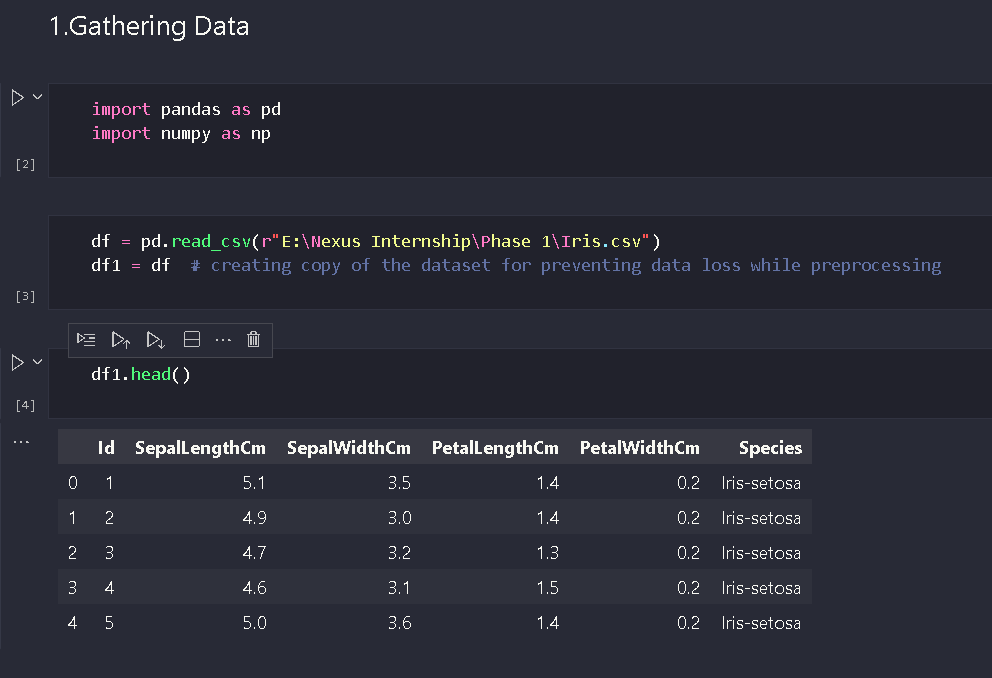 1.Gathering Data
import pandas as pd
import numpy as np
[2]
df = pd.read_csv(r"E:\Nexus Internship\Phase 1\Iris.csv")
df1 = df  # creating copy of the dataset for preventing data loss while preprocessing
[3]
df1.head()
[4]
Id SepalLengthCm SepalWidthCm PetalLengthCm PetalWidthCm Species
0 1 5.1 3.5 1.4 0.2 Iris-setosa
1 2 4.9 3.0 1.4 0.2 Iris-setosa
2 3 4.7 3.2 1.3 0.2 Iris-setosa
3 4 4.6 3.1 1.5 0.2 Iris-setosa
4 5 5.0 3.6 1.4 0.2 Iris-setosa